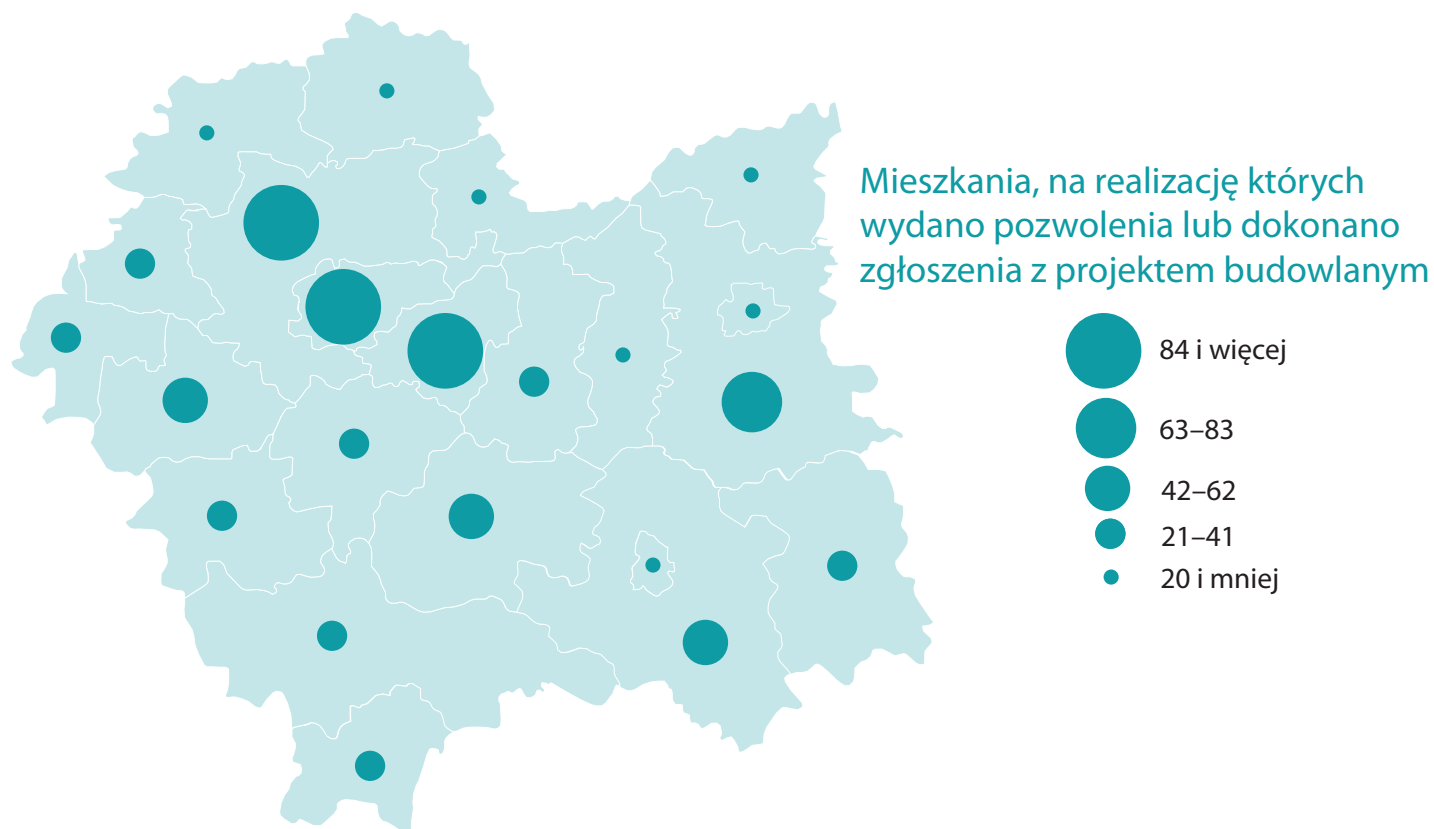 Mieszkania, na realizację których
wydano pozwolenia lub dokonano
zgłoszenia z projektem budowlanym
84 i więcej
63–83
42–62
21–41
20 i mniej